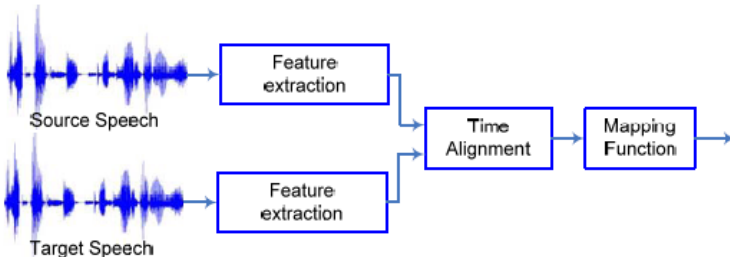 Feature
extraction
Source Speech
Time
Alignment
Mapping
Function
Feature
extraction
Target Speech